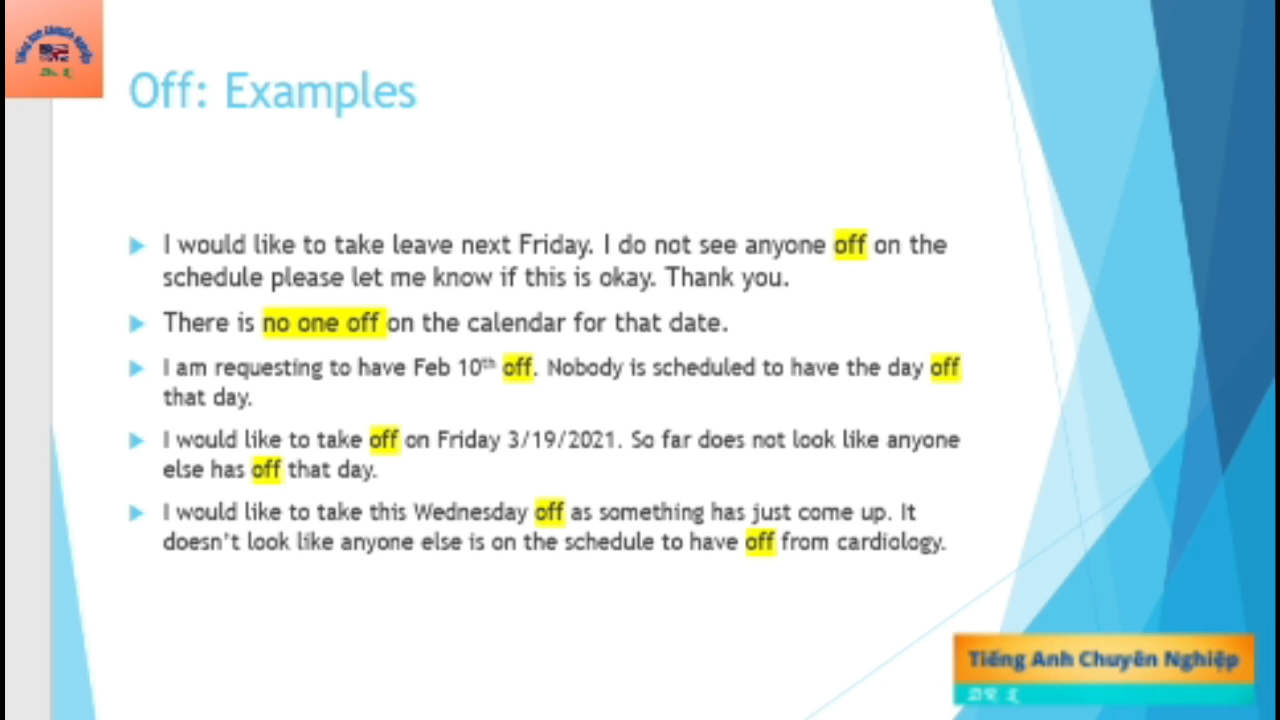 Tiếng Anh Chuyên Nghiệp
Off: Examples
I would like to take leave next Friday. I do not see anyone off on the
schedule please let me know if this is okay. Thank you.
There is no one off on the calendar for that date.
I am requesting to have Feb 10th off. Nobody is scheduled to have the day off
that day.
I would like to take off on Friday 3/19/2021. So far does not look like anyone
else has off that day.
I would like to take this Wednesday off as something has just come up. It
doesn't look like anyone else is on the schedule to have off from cardiology.
Tiếng Anh Chuyên Nghiệp